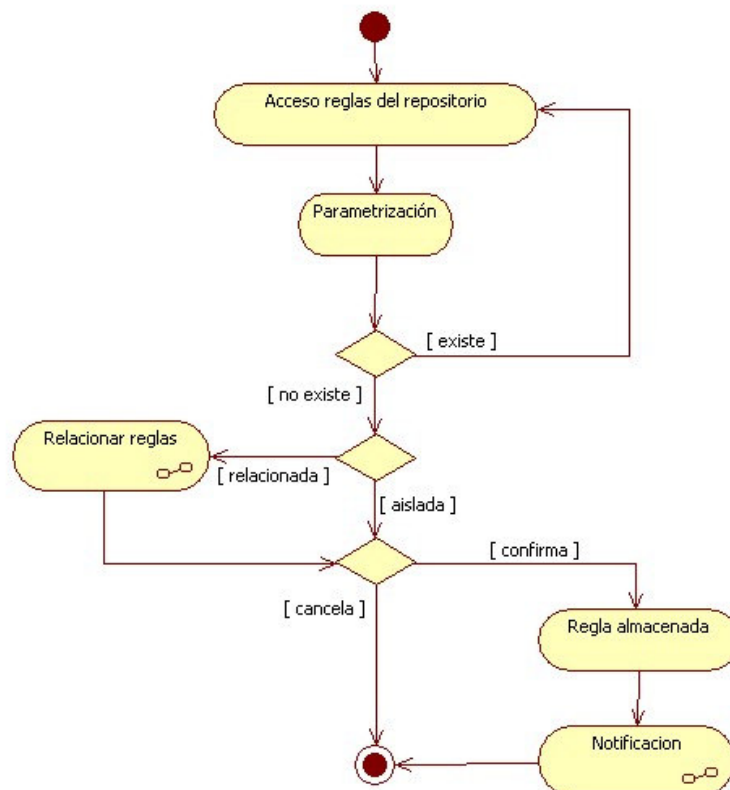 Acceso reglas del repositorio
Parametrización
[ existe ]
[ no existe ]
Relacionar reglas
[ relacionada ]
[ aislada ]
[ confirma ]
[ cancela ]
Regla almacenada
Notificacion